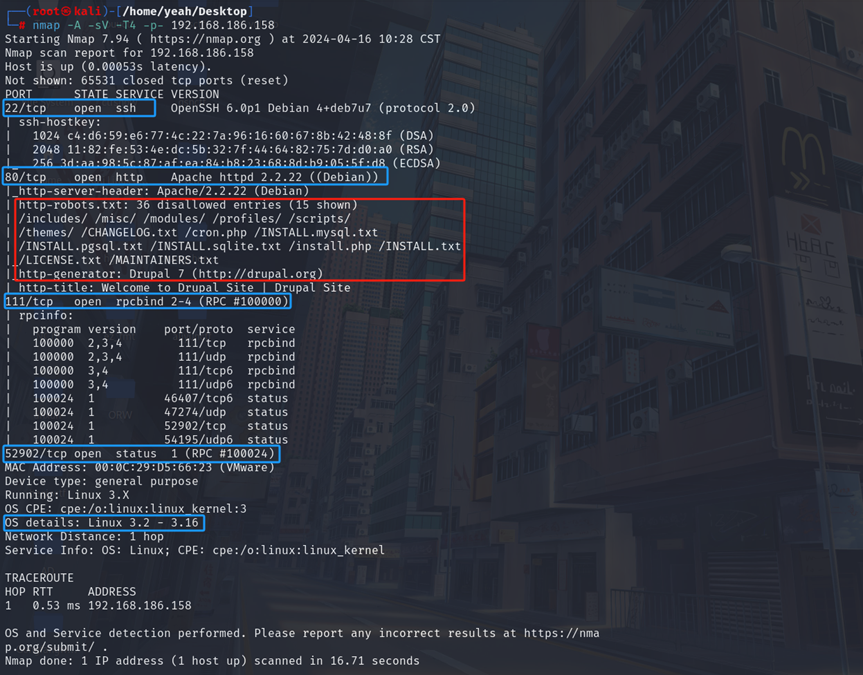 ┌──(root㉿kali)-[/home/yeah/Desktop]
└─# nmap -A -sV -T4 -p- 192.168.186.158
Starting Nmap 7.94 ( https://nmap.org ) at 2024-04-16 10:28 CST
Nmap scan report for 192.168.186.158
Host is up (0.00053s latency).
Not shown: 65531 closed tcp ports (reset)
PORT      STATE SERVICE VERSION
22/tcp    open  ssh     OpenSSH 6.0p1 Debian 4+deb7u7 (protocol 2.0)
| ssh-hostkey:
|   1024 c4:d6:59:e6:77:4c:22:7a:96:16:60:67:8b:42:48:8f (DSA)
|   2048 11:82:fe:53:4e:dc:5b:32:7f:44:64:82:75:7d:d0:a0 (RSA)
|_  256 3d:aa:98:5c:87:af:ea:84:b8:23:68:8d:b9:05:5f:d8 (ECDSA)
80/tcp    open  http    Apache httpd 2.2.22 ((Debian))
|_http-server-header: Apache/2.2.22 (Debian)
| http-robots.txt: 36 disallowed entries (15 shown)
| /includes/ /misc/ /modules/ /profiles/ /scripts/
| /themes/ /CHANGELOG.txt /cron.php /INSTALL.mysql.txt
| /INSTALL.pgsql.txt /INSTALL.sqlite.txt /install.php /INSTALL.txt
|_/LICENSE.txt /MAINTAINERS.txt
|_http-generator: Drupal 7 (http://drupal.org)
|_http-title: Welcome to Drupal Site | Drupal Site
111/tcp   open  rpcbind 2-4 (RPC #100000)
| rpcinfo:
|   program version    port/proto  service
|   100000  2,3,4        111/tcp   rpcbind
|   100000  2,3,4        111/udp   rpcbind
|   100000  3,4          111/tcp6  rpcbind
|   100000  3,4          111/udp6  rpcbind
|   100024  1          46407/tcp6  status
|   100024  1          47274/udp   status
|   100024  1          52902/tcp   status
|_  100024  1          54195/udp6  status
52902/tcp open  status  1 (RPC #100024)
MAC Address: 00:0C:29:D5:66:23 (VMware)
Device type: general purpose
Running: Linux 3.X
OS CPE: cpe:/o:linux:linux_kernel:3
OS details: Linux 3.2 - 3.16
Network Distance: 1 hop
Service Info: OS: Linux; CPE: cpe:/o:linux:linux_kernel
TRACEROUTE
HOP RTT     ADDRESS
1   0.53 ms 192.168.186.158
OS and Service detection performed. Please report any incorrect results at https://nma
p.org/submit/ .
Nmap done: 1 IP address (1 host up) scanned in 16.71 seconds